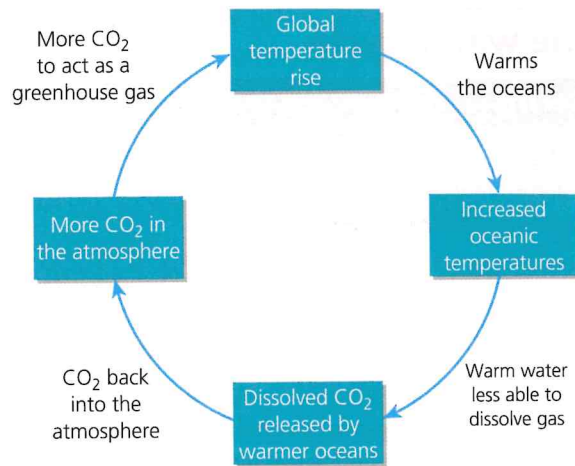 Global
temperature
rise
Warms
the oceans
Increased
oceanic
temperatures
Warm water
less able to
dissolve gas
Dissolved CO₂
released by
warmer oceans
CO₂ back
into the
atmosphere
More CO₂ in
the atmosphere
More CO₂
to act as a
greenhouse gas